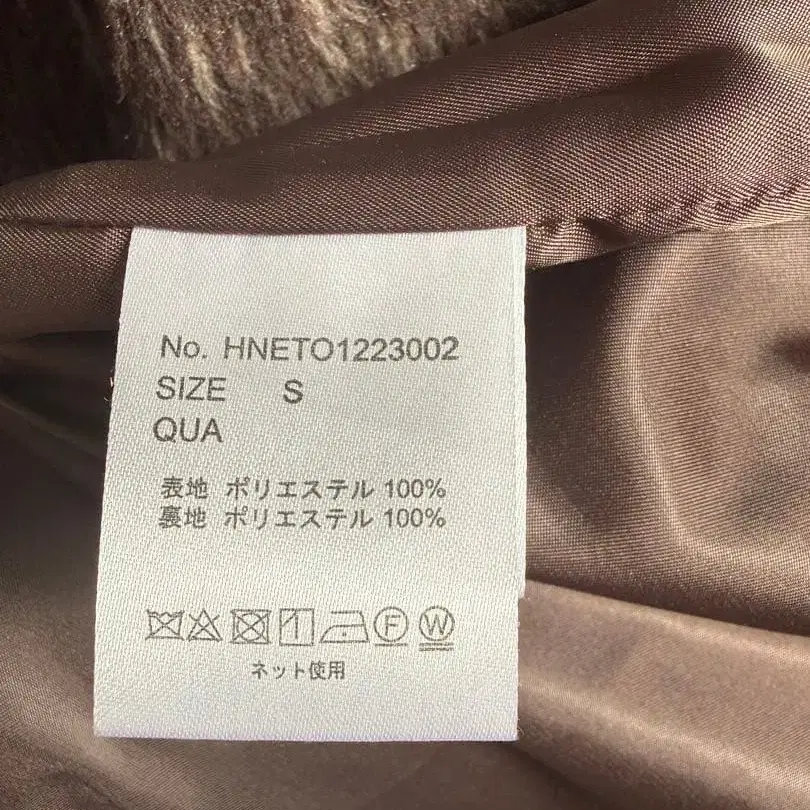 No. HNETO1223002
SIZE S
QUA
表地 ポリエステル 100%
裏地 ポリエステル 100%
F W
ネット使用